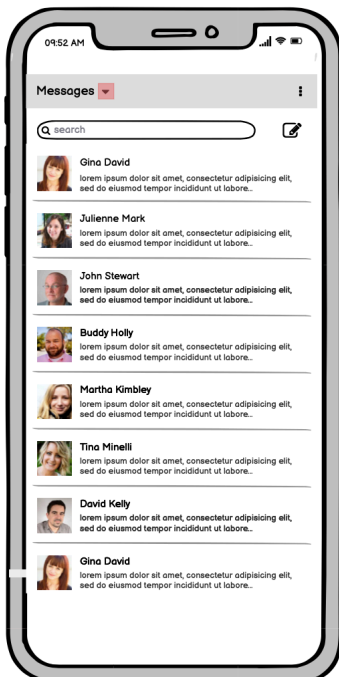 09:52 AM
Messages
search
Gina David
lorem ipsum dolor sit amet, consectetur adipisicing elit,
sed do eiusmod tempor incididunt ut labore...
Julienne Mark
lorem ipsum dolor sit amet, consectetur adipisicing elit,
sed do eiusmod tempor incididunt ut labore...
John Stewart
lorem ipsum dolor sit amet, consectetur adipisicing elit,
sed do eiusmod tempor incididunt ut labore...
Buddy Holly
lorem ipsum dolor sit amet, consectetur adipisicing elit,
sed do eiusmod tempor incididunt ut labore...
Martha Kimbley
lorem ipsum dolor sit amet, consectetur adipisicing elit,
sed do eiusmod tempor incididunt ut labore...
Tina Minelli
lorem ipsum dolor sit amet, consectetur adipisicing elit,
sed do eiusmod tempor incididunt ut labore...
David Kelly
lorem ipsum dolor sit amet, consectetur adipisicing elit,
sed do eiusmod tempor incididunt ut labore...
Gina David
lorem ipsum dolor sit amet, consectetur adipisicing elit,
sed do eiusmod tempor incididunt ut labore...